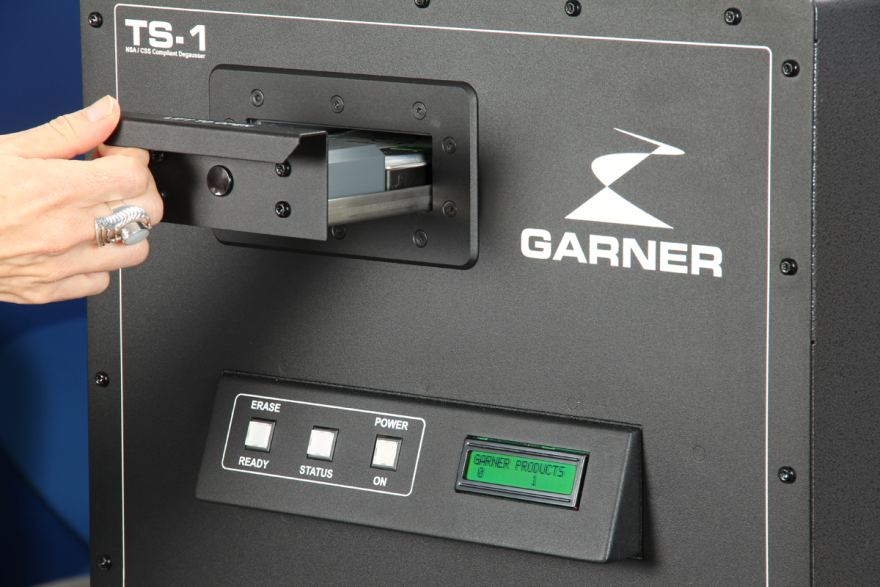 TS-1
NSA / CSS Compliant Degausser
GARNER
ERASE
POWER
READY
STATUS
ON
GARNER PRODUCTS
0 1